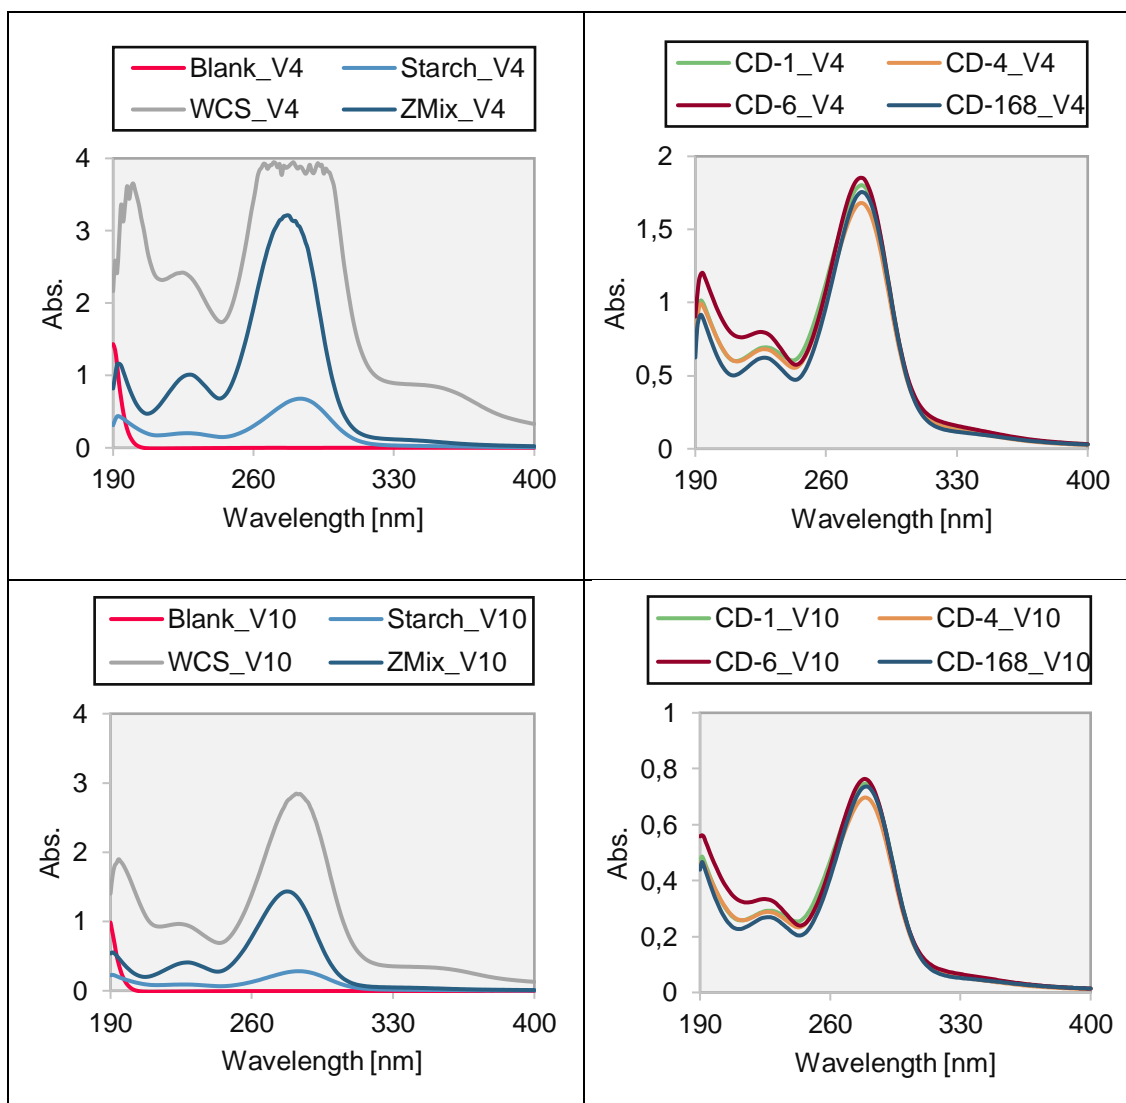 Blank_V4 Starch_V4
WCS_V4 ZMix_V4
4
3
2
1
0
190 260 330 400
Abs.
Wavelength [nm]
CD-1_V4 CD-4_V4
CD-6_V4 CD-168_V4
2
1,5
1
0,5
0
190 260 330 400
Abs.
Wavelength [nm]
Blank_V10 Starch_V10
WCS_V10 ZMix_V10
4
3
2
1
0
190 260 330 400
Abs.
Wavelength [nm]
CD-1_V10 CD-4_V10
CD-6_V10 CD-168_V10
1
0,8
0,6
0,4
0,2
0
190 260 330 400
Abs.
Wavelength [nm]